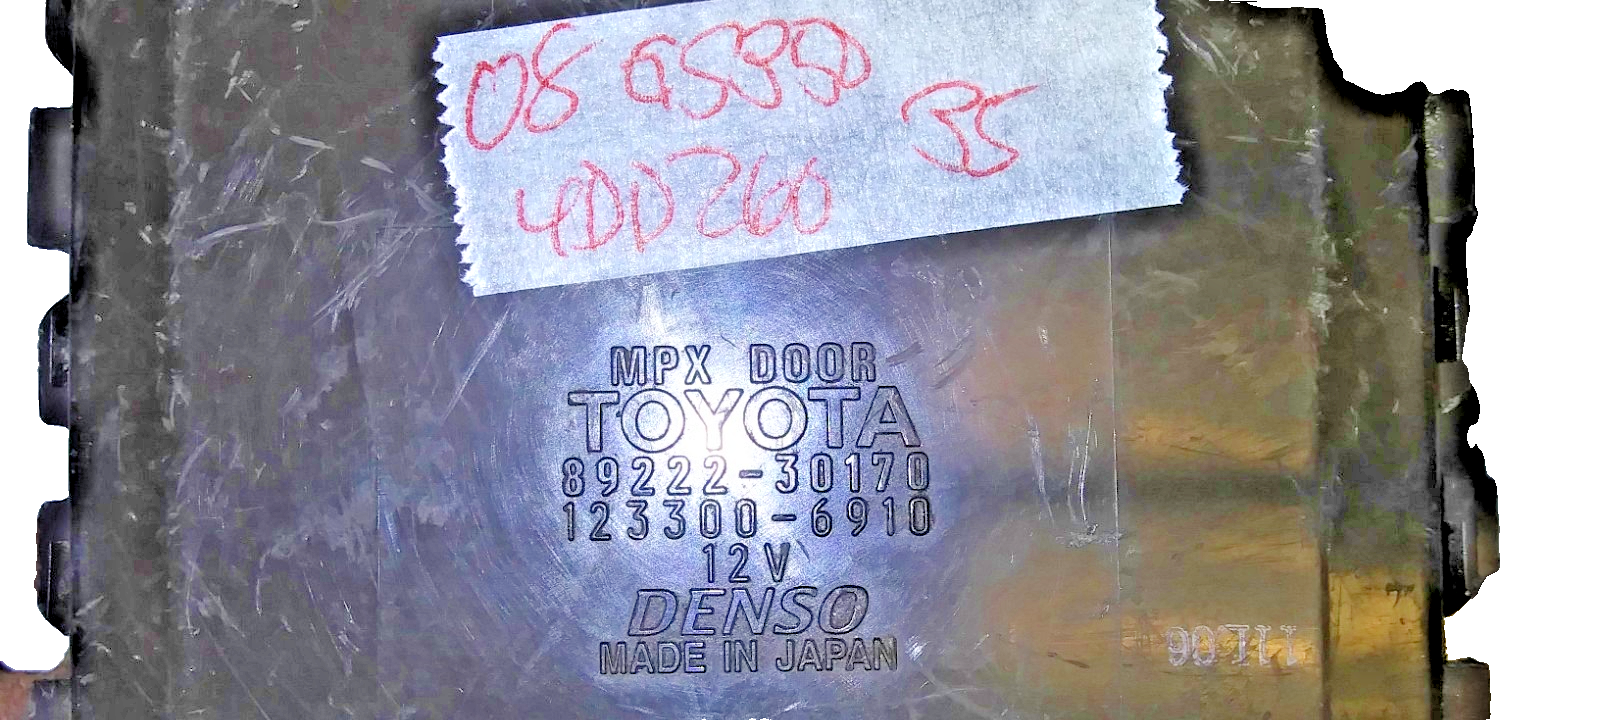 08 GS350
35
4DD260
MPX DOOR
TOYOTA
89222-30170
123300-6910
12V
DENSO
MADE IN JAPAN